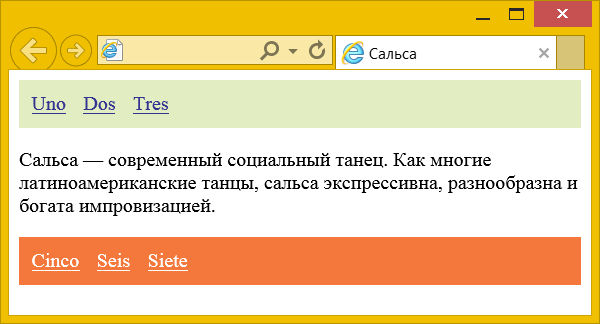 Сальса
Uno Dos Tres
Сальса — современный социальный танец. Как многие
латиноамериканские танцы, сальса экспрессивна, разнообразна и
богата импровизацией.
Cinco Seis Siete